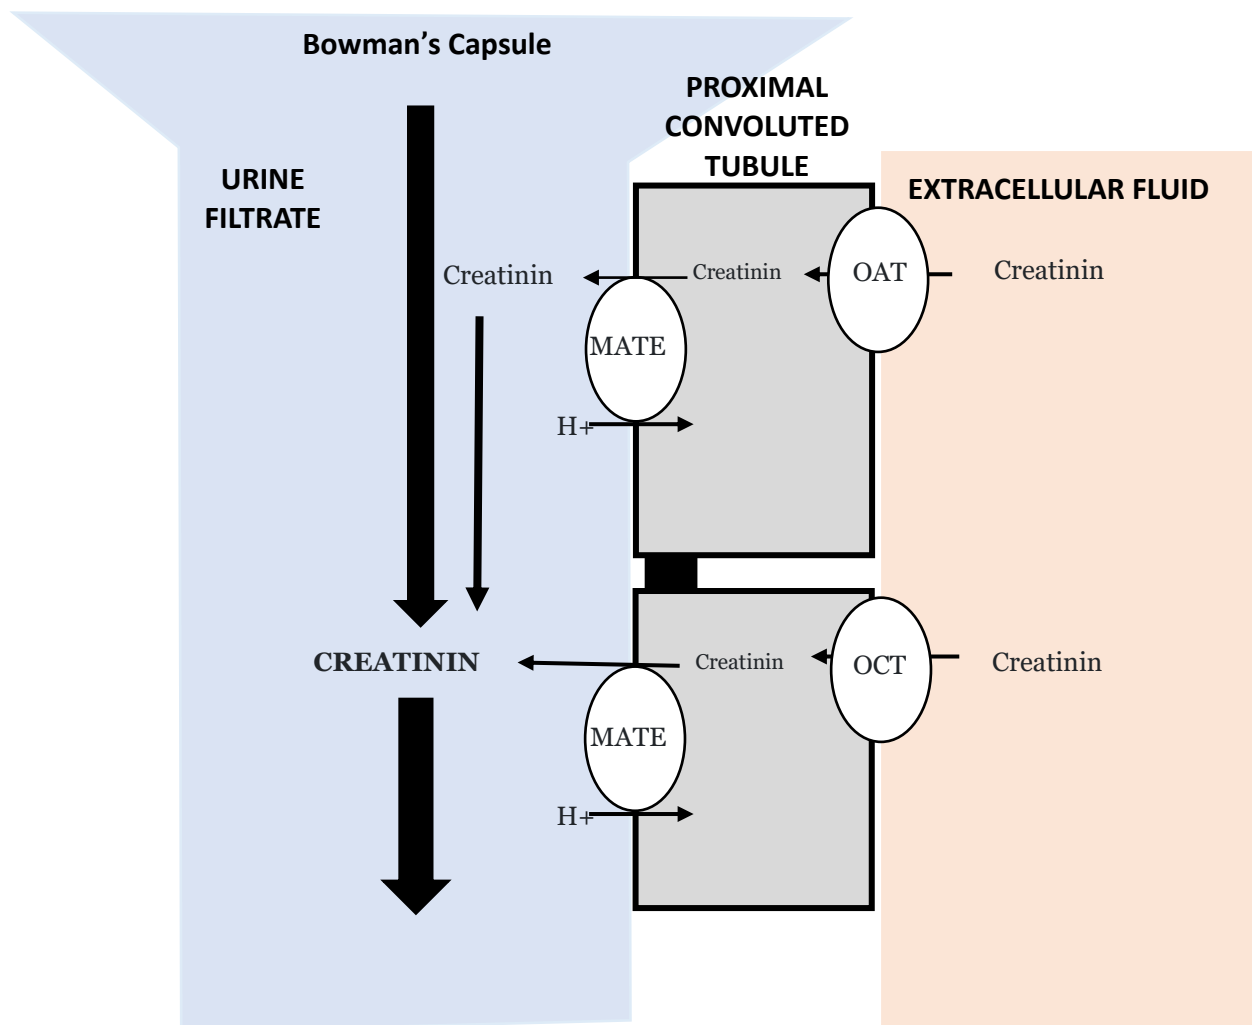 Bowman’s Capsule
PROXIMAL
CONVOLUTED
TUBULE
URINE
FILTRATE
EXTRACELLULAR FLUID
Creatinin
Creatinin
OAT
Creatinin
MATE
H+
CREATININ
Creatinin
OCT
Creatinin
MATE
H+